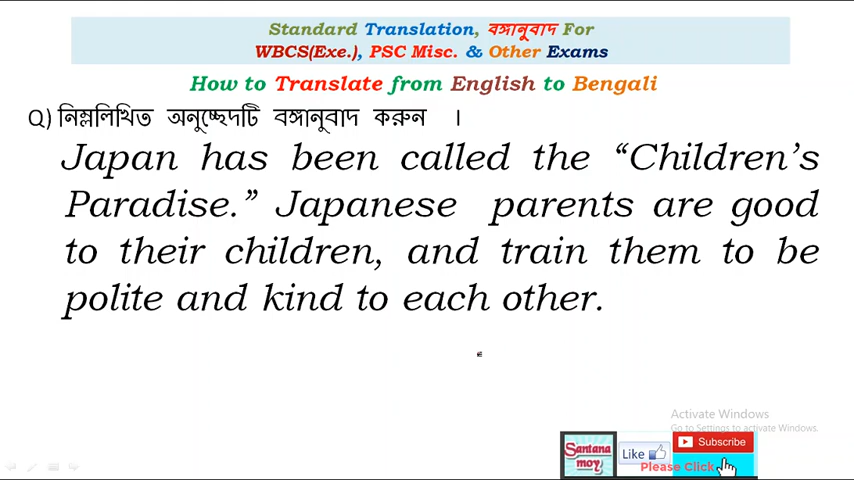 Standard Translation, বঙ্গানুবাদ For
WBCS(Exe.), PSC Misc. & Other Exams
How to Translate from English to Bengali
Q) নিম্নলিখিত অনুচ্ছেদটি বঙ্গানুবাদ করুন ।
Japan has been called the “Children’s
Paradise.” Japanese parents are good
to their children, and train them to be
polite and kind to each other.
Activate Windows
Go to Settings to activate Windows.
Santana
moy
Like
Subscribe
Please Click